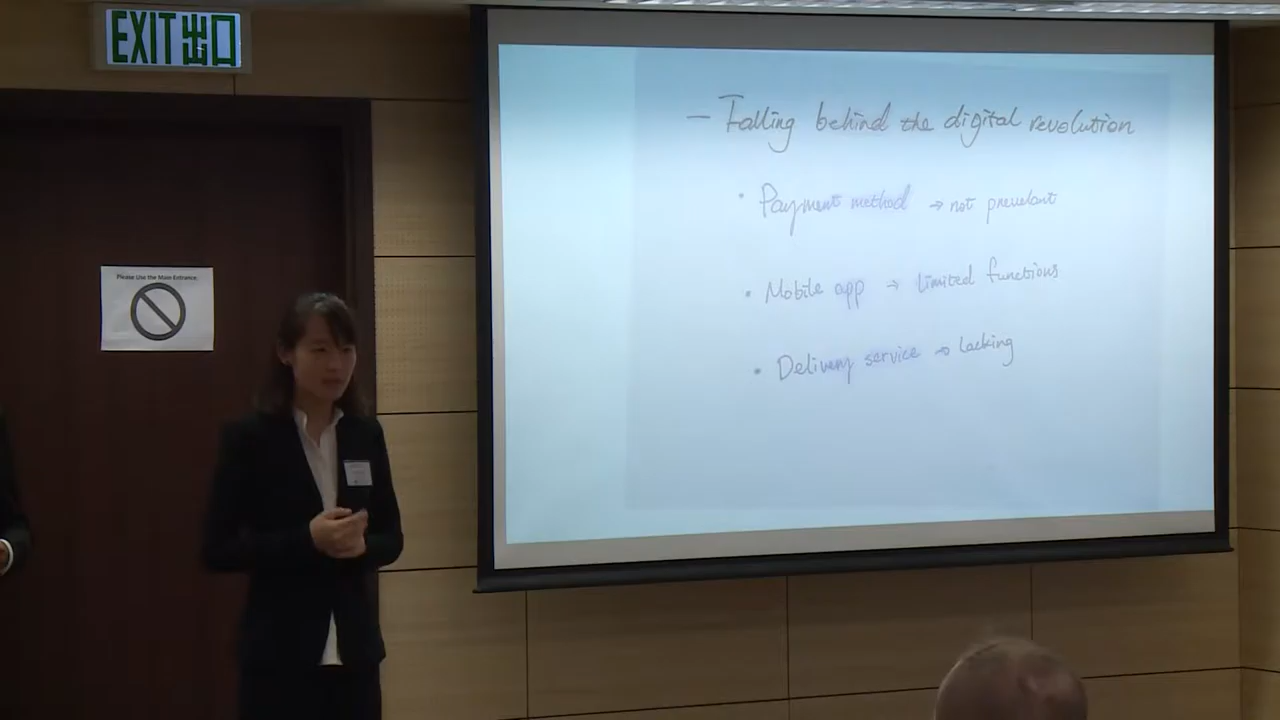 EXIT 出口
Please Use the Main Entrance.
— Falling behind the digital revolution
• Payment method → not prevelant
• Mobile app → limited functions
• Delivery service → lacking